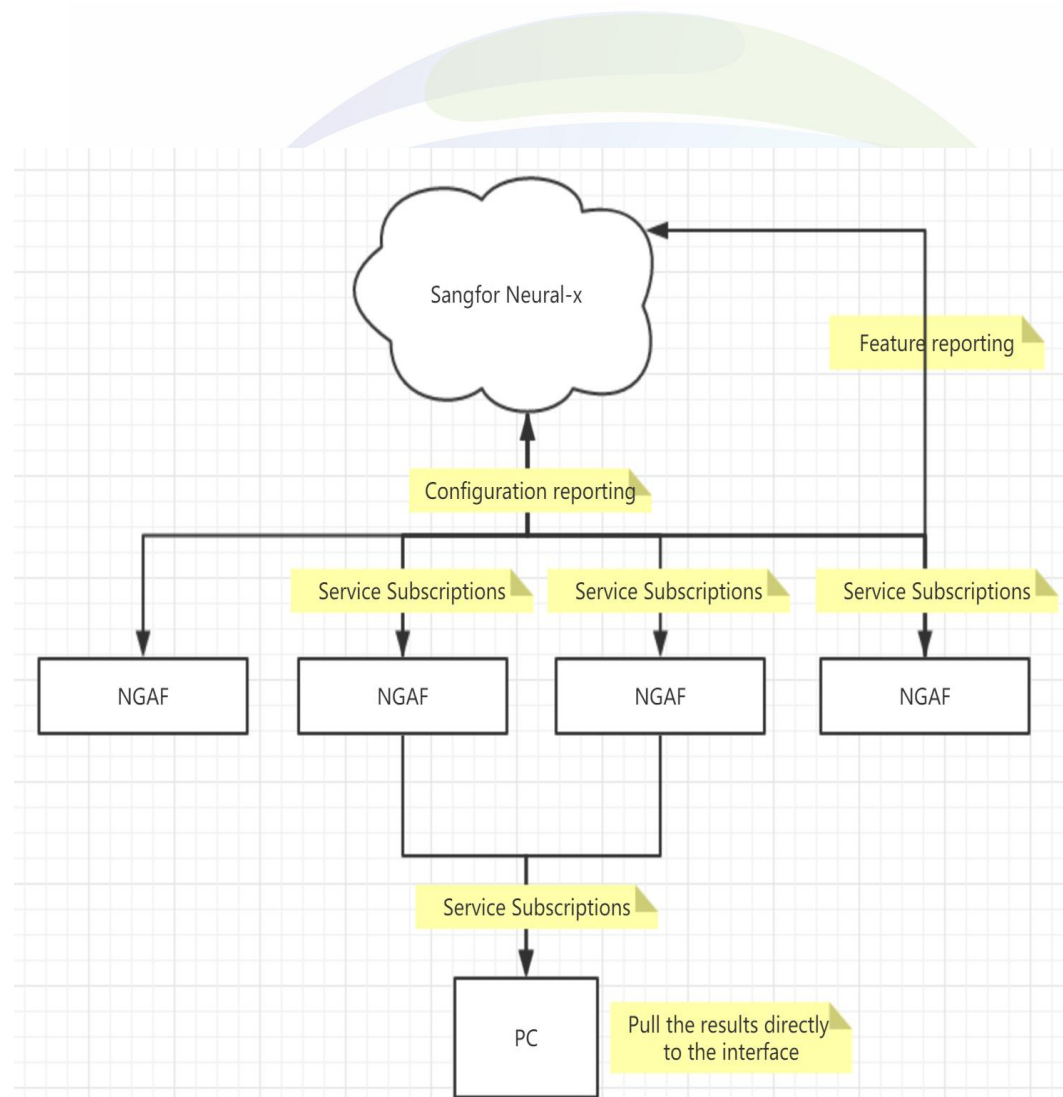 Sangfor Neural-x
Feature reporting
Configuration reporting
Service Subscriptions
Service Subscriptions
Service Subscriptions
NGAF
NGAF
NGAF
NGAF
Service Subscriptions
PC
Pull the results directly
to the interface